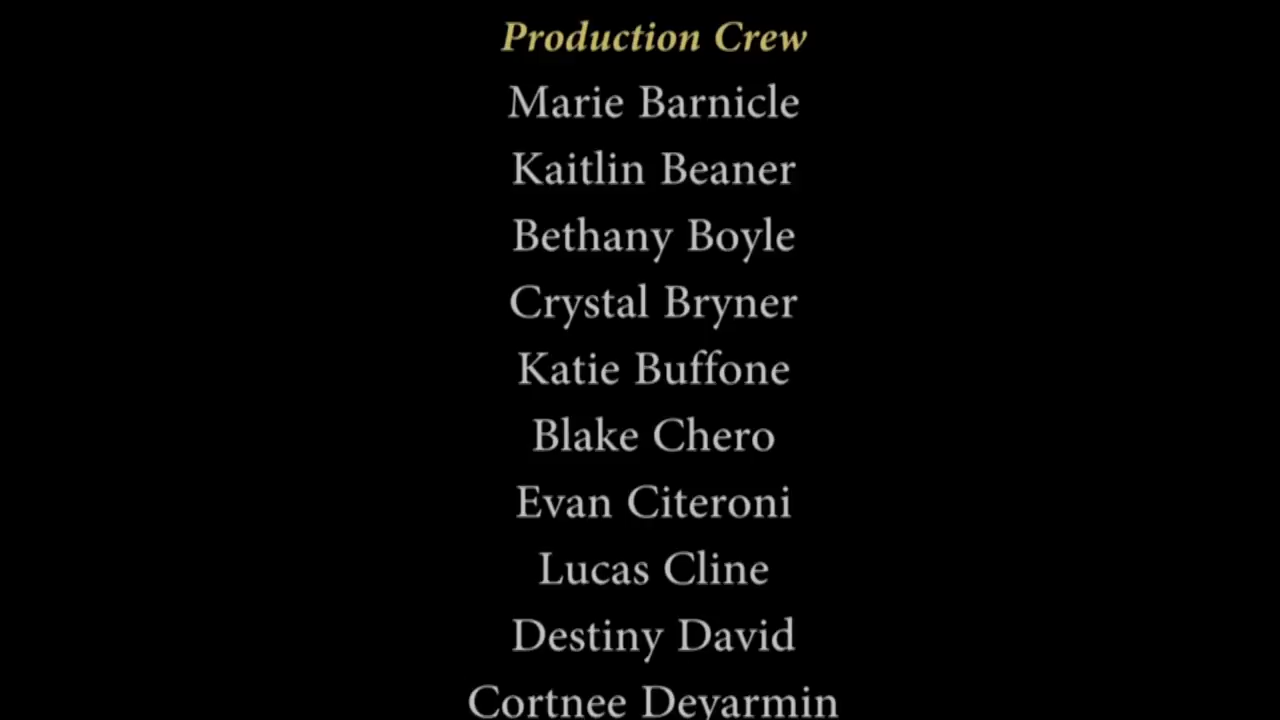 Production Crew
Marie Barnicle
Kaitlin Beaner
Bethany Boyle
Crystal Bryner
Katie Buffone
Blake Chero
Evan Citeroni
Lucas Cline
Destiny David
Cortnee Deyarmin